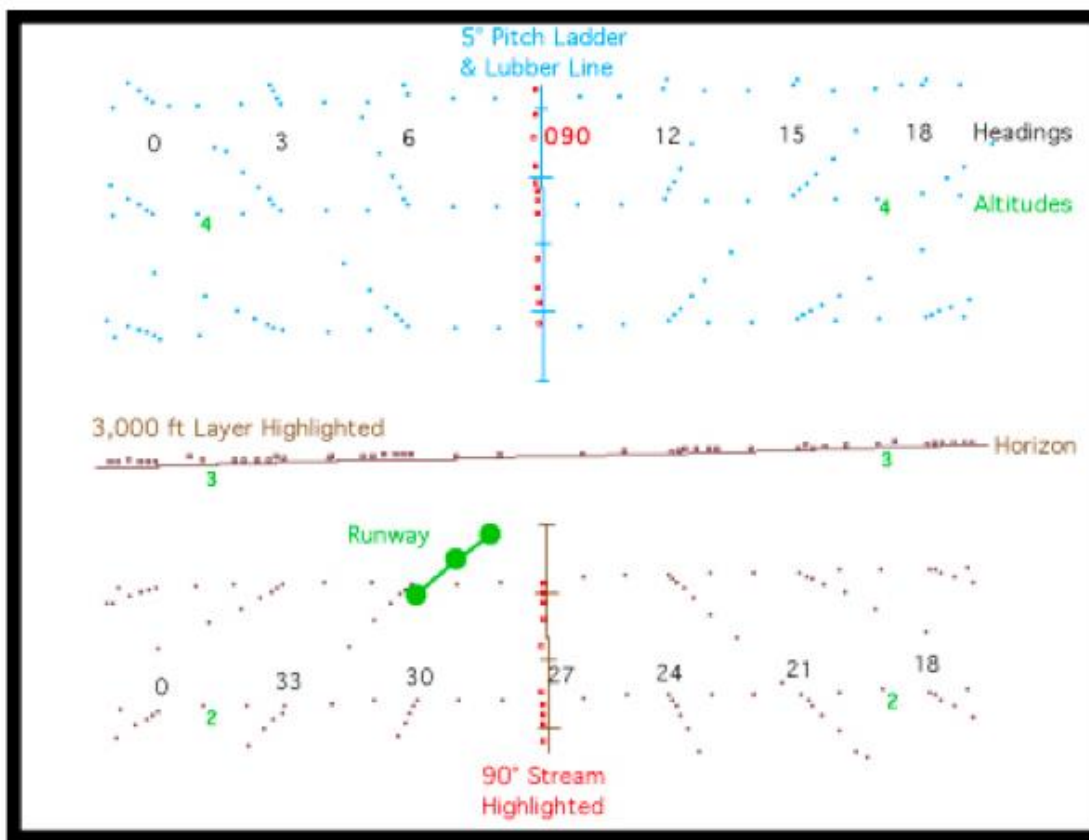 5° Pitch Ladder
& Lubber Line
0 3 6 090 12 15 18 Headings
4 4 Altitudes
3,000 ft Layer Highlighted
Horizon
3 3
Runway
0 33 30 27 24 21 18
2 2
90° Stream
Highlighted